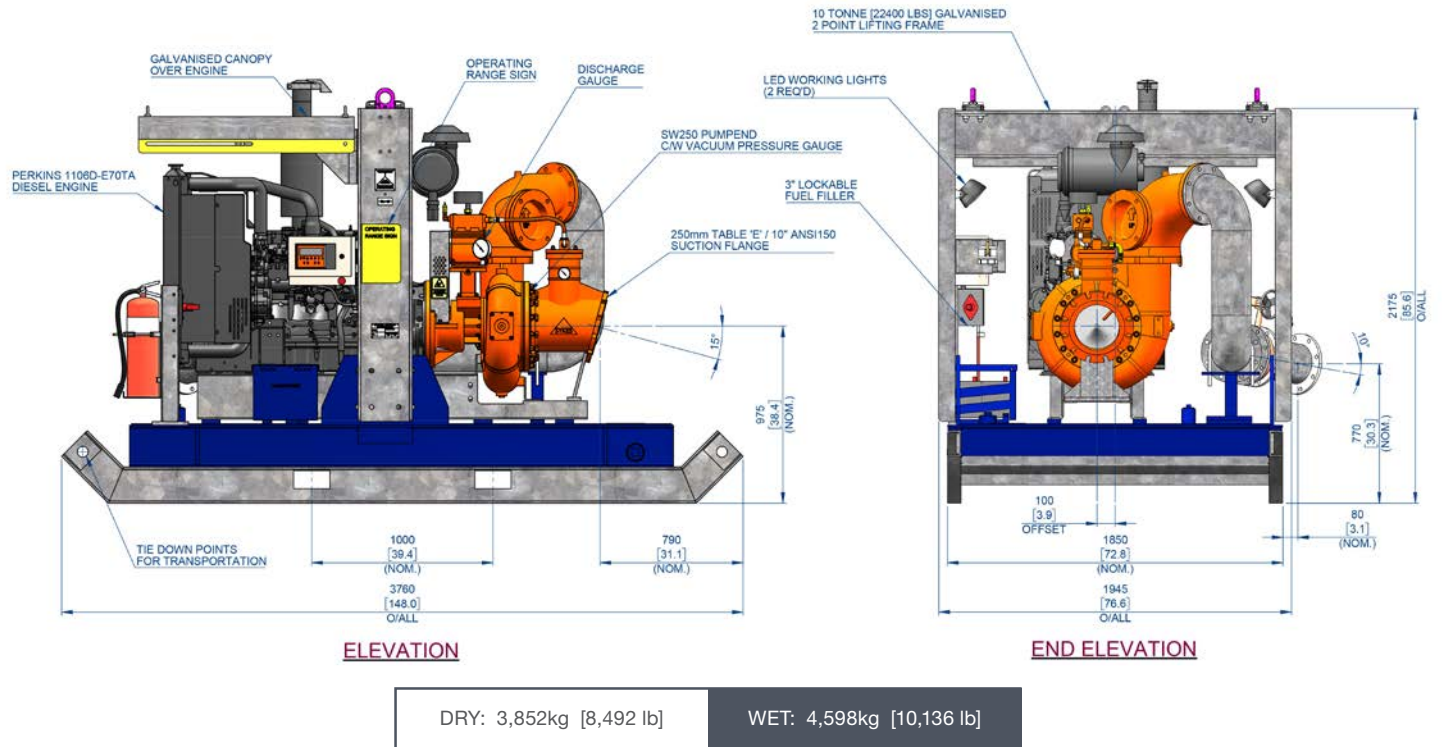 GALVANISED CANOPY
OVER ENGINE
OPERATING
RANGE SIGN
DISCHARGE
GAUGE
SW250 PUMPEND
C/W VACUUM PRESSURE GAUGE
PERKINS 1106D-E70TA
DIESEL ENGINE
250mm TABLE 'E' / 10" ANSI150
SUCTION FLANGE
OPERATING
RANGE SIGN
15°
975
[38.4]
(NOM.)
TIE DOWN POINTS
FOR TRANSPORTATION
1000
[39.4]
(NOM.)
790
[31.1]
(NOM.)
3760
[148.0]
O/ALL
ELEVATION
10 TONNE [22400 LBS] GALVANISED
2 POINT LIFTING FRAME
LED WORKING LIGHTS
(2 REQ'D)
3" LOCKABLE
FUEL FILLER
2175
[85.6]
O/ALL
10°
770
[30.3]
(NOM.)
100
[3.9]
OFFSET
80
[3.1]
(NOM.)
1850
[72.8]
(NOM.)
1945
[76.6]
O/ALL
END ELEVATION
DRY: 3,852kg [8,492 lb]
WET: 4,598kg [10,136 lb]